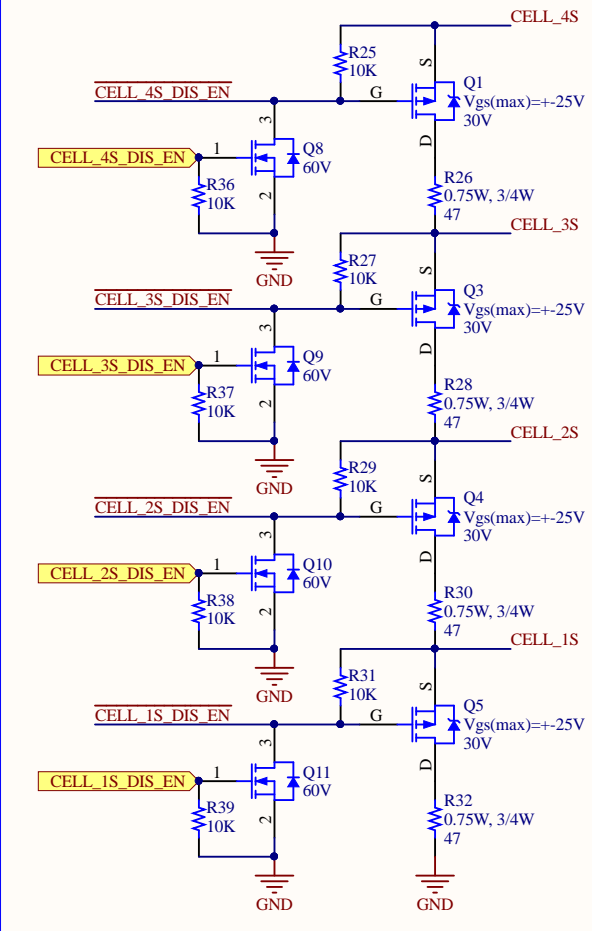 CELL_4S
R25
10K
Q1
Vgs(max)=+-25V
30V
S
G
D
CELL_4S_DIS_EN
3
1
2
CELL_4S_DIS_EN
Q8
60V
R36
10K
GND
R26
0.75W, 3/4W
47
CELL_3S
R27
10K
Q3
Vgs(max)=+-25V
30V
S
G
D
CELL_3S_DIS_EN
3
1
2
CELL_3S_DIS_EN
Q9
60V
R37
10K
GND
R28
0.75W, 3/4W
47
CELL_2S
R29
10K
Q4
Vgs(max)=+-25V
30V
S
G
D
CELL_2S_DIS_EN
3
1
2
CELL_2S_DIS_EN
Q10
60V
R38
10K
GND
R30
0.75W, 3/4W
47
CELL_1S
R31
10K
Q5
Vgs(max)=+-25V
30V
S
G
D
CELL_1S_DIS_EN
3
1
2
CELL_1S_DIS_EN
Q11
60V
R39
10K
GND
R32
0.75W, 3/4W
47
GND